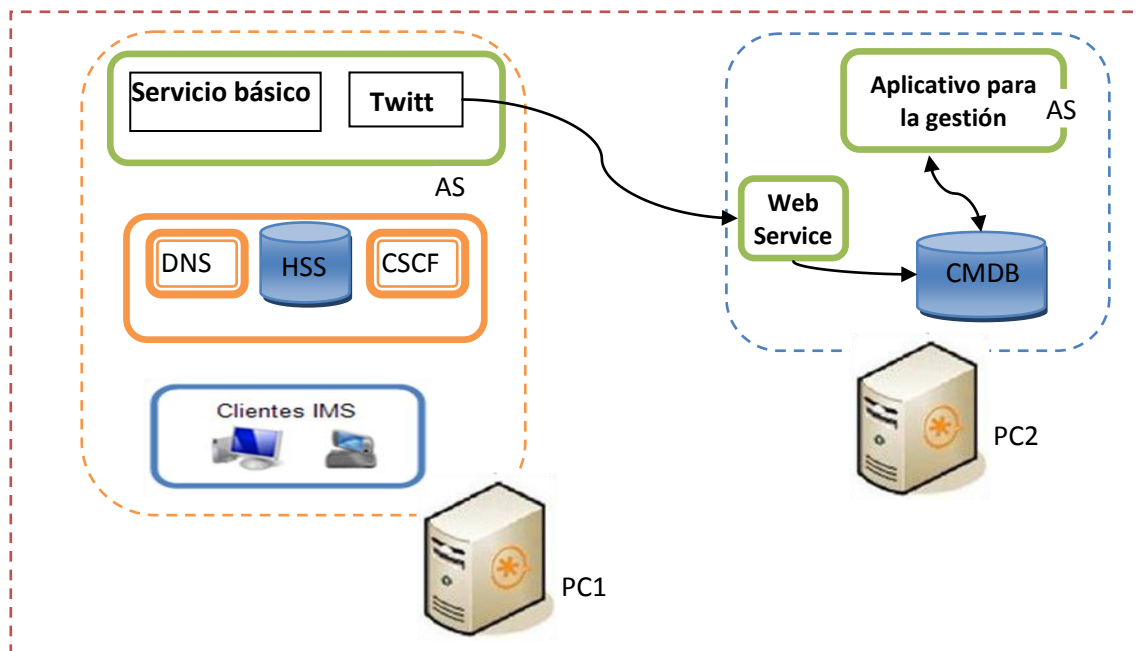 Servicio básico
Twitt
AS
DNS
HSS
CSCF
Clientes IMS
PC1
Aplicativo para
la gestión
AS
Web
Service
CMDB
PC2